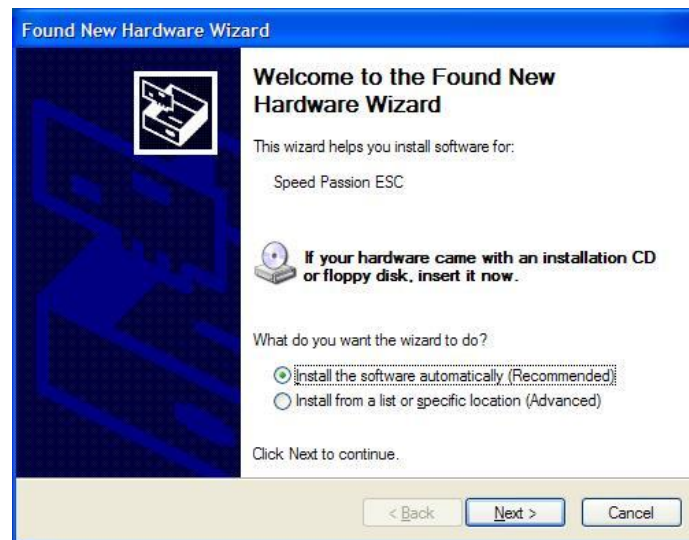 Found New Hardware Wizard
Welcome to the Found New
Hardware Wizard
This wizard helps you install software for:
Speed Passion ESC
If your hardware came with an installation CD
or floppy disk, insert it now.
What do you want the wizard to do?
Install the software automatically (Recommended)
Install from a list or specific location (Advanced)
Click Next to continue.
< Back
Next >
Cancel